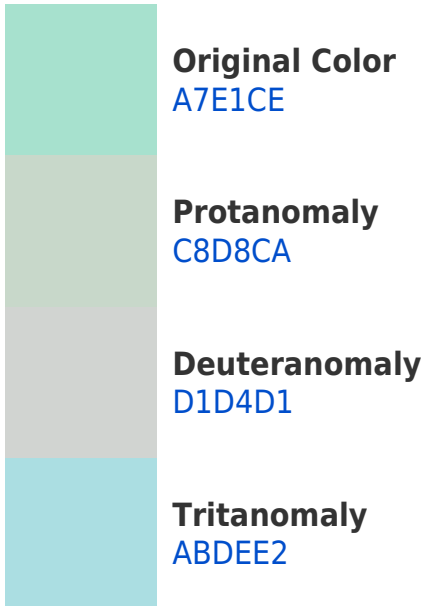 Original Color
A7E1CE
Protanomaly
C8D8CA
Deuteranomaly
D1D4D1
Tritanomaly
ABDEE2